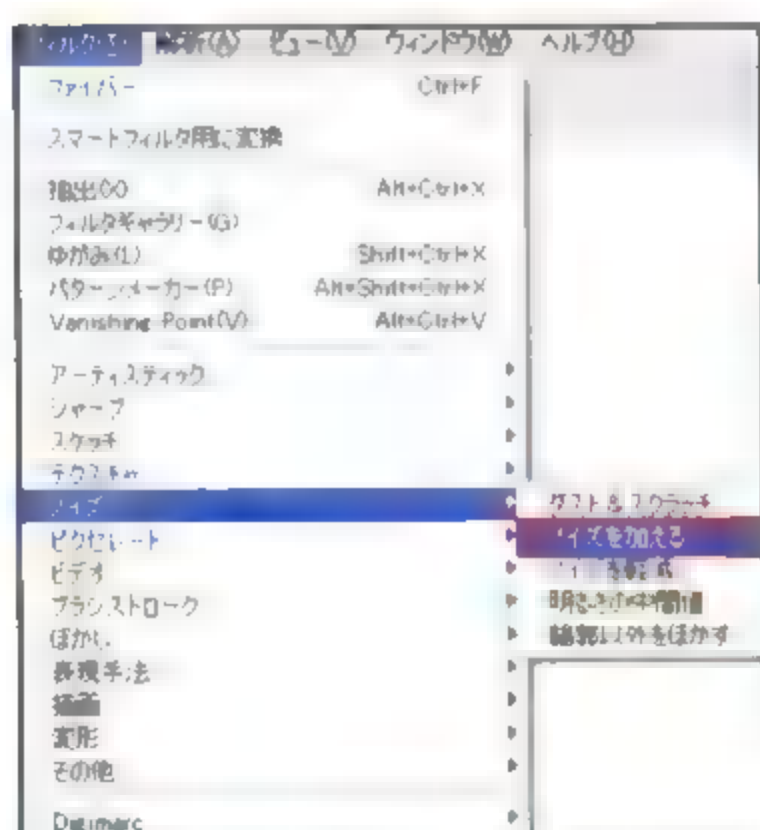 フィルタ(T) 解析(A) ビュー(V) ウィンドウ(W) ヘルプ(H)
ファイバー Ctrl+F
スマートフィルタ用に変換
抽出(X) Alt+Ctrl+X
フィルタギャラリー(G)
ゆがみ(L) Shift+Ctrl+X
パターンメーカー(P) Alt+Shift+Ctrl+X
Vanishing Point(V) Alt+Ctrl+V
アーティスティック
シャープ
スケッチ
テクスチャ
ノイズ
ダスト＆スクラッチ
ピクセレート
ノイズを加える
ビデオ
ブラシストローク
明るさの中間値
ぼかし
輪郭以外をぼかす
表現手法
描画
変形
その他
Digimarc